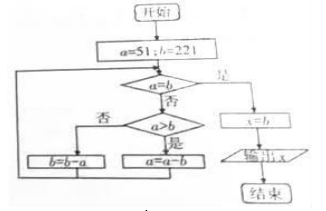 开始
a=51;b=221
a=b
是
否
a>b
否
是
x=b
b=b-a
a=a-b
输出x
结束